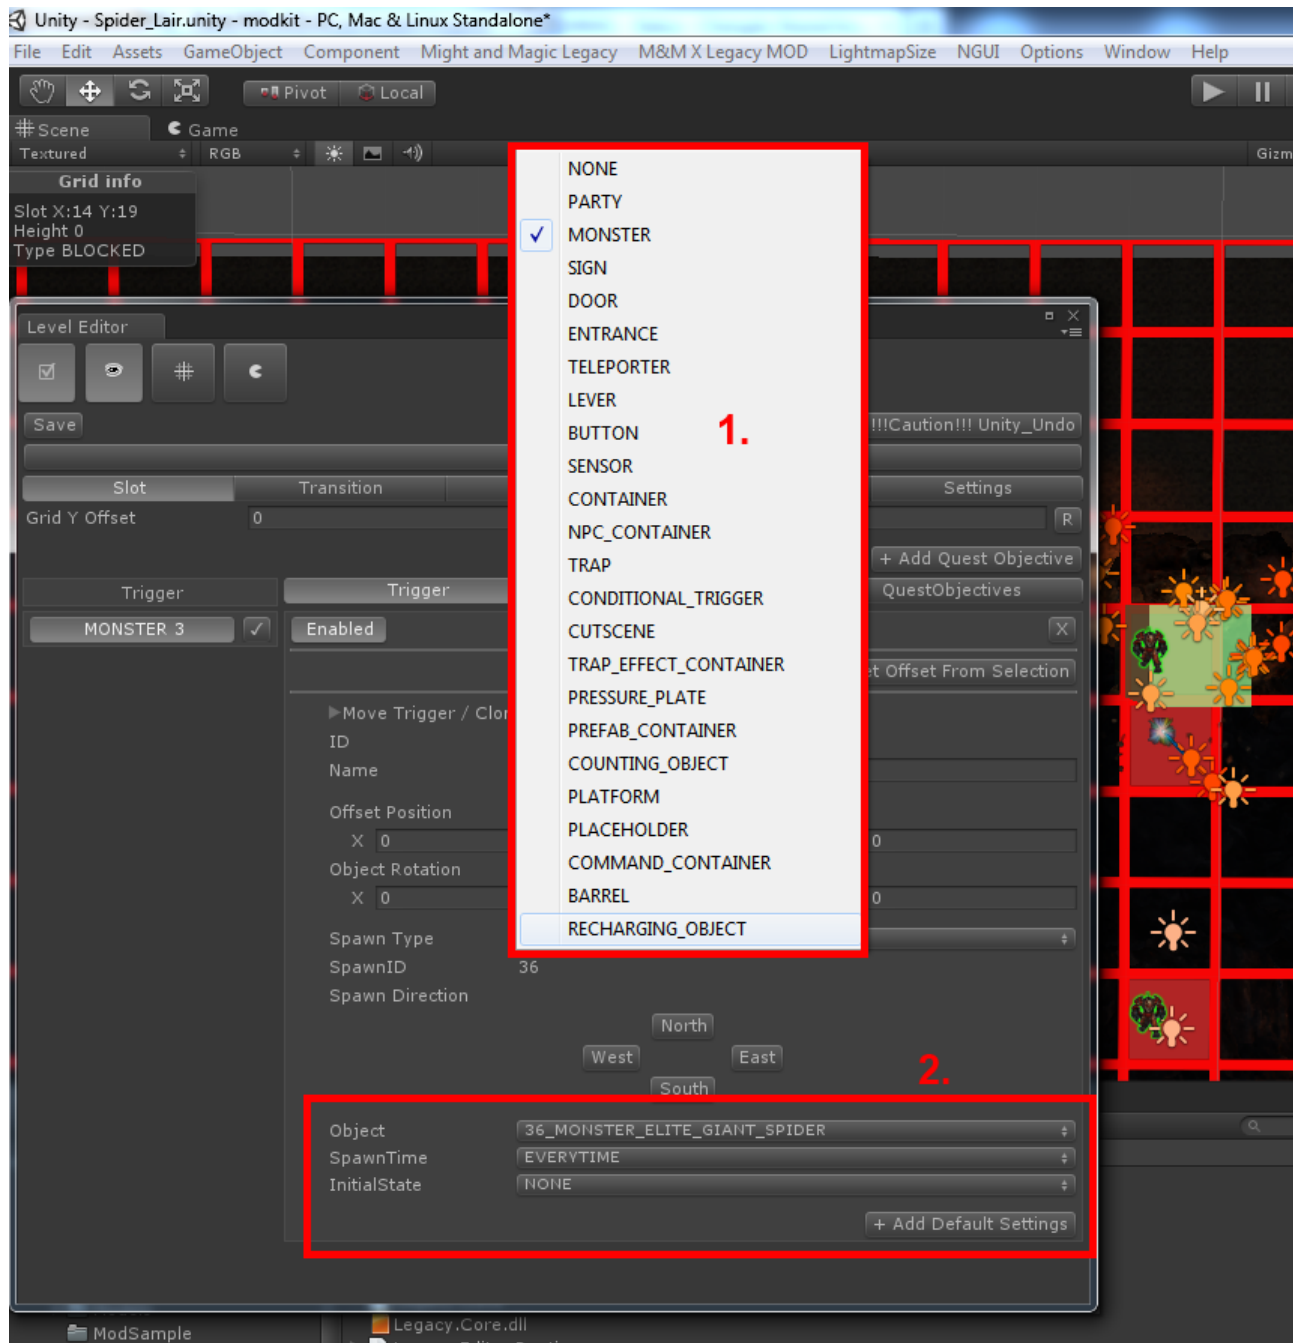 Unity - Spider_Lair.unity - modkit - PC, Mac & Linux Standalone*
File Edit Assets GameObject Component Might and Magic Legacy M&M X Legacy MOD LightmapSize NGUI Options Window Help
Pivot Local
Scene Game
Textured RGB Gizm
Grid info
Slot X:14 Y:19
Height 0
Type BLOCKED
NONE
PARTY
MONSTER
SIGN
DOOR
ENTRANCE
TELEPORTER
LEVER
BUTTON
SENSOR
CONTAINER
NPC_CONTAINER
TRAP
CONDITIONAL_TRIGGER
CUTSCENE
TRAP_EFFECT_CONTAINER
PRESSURE_PLATE
PREFAB_CONTAINER
COUNTING_OBJECT
PLATFORM
PLACEHOLDER
COMMAND_CONTAINER
BARREL
RECHARGING_OBJECT
1.
Level Editor
Save !!!Caution!!! Unity_Undo
Slot Transition Settings
Grid Y Offset 0 R
+ Add Quest Objective
Trigger Trigger QuestObjectives
MONSTER 3 Enabled X
et Offset From Selection
Move Trigger / Clor
ID
Name
Offset Position
X 0 0
Object Rotation
X 0 0
Spawn Type
SpawnID 36
Spawn Direction
North
West East
South
2.
Object 36_MONSTER_ELITE_GIANT_SPIDER
SpawnTime EVERYTIME
InitialState NONE
+ Add Default Settings
Legacy.Core.dll
ModSample